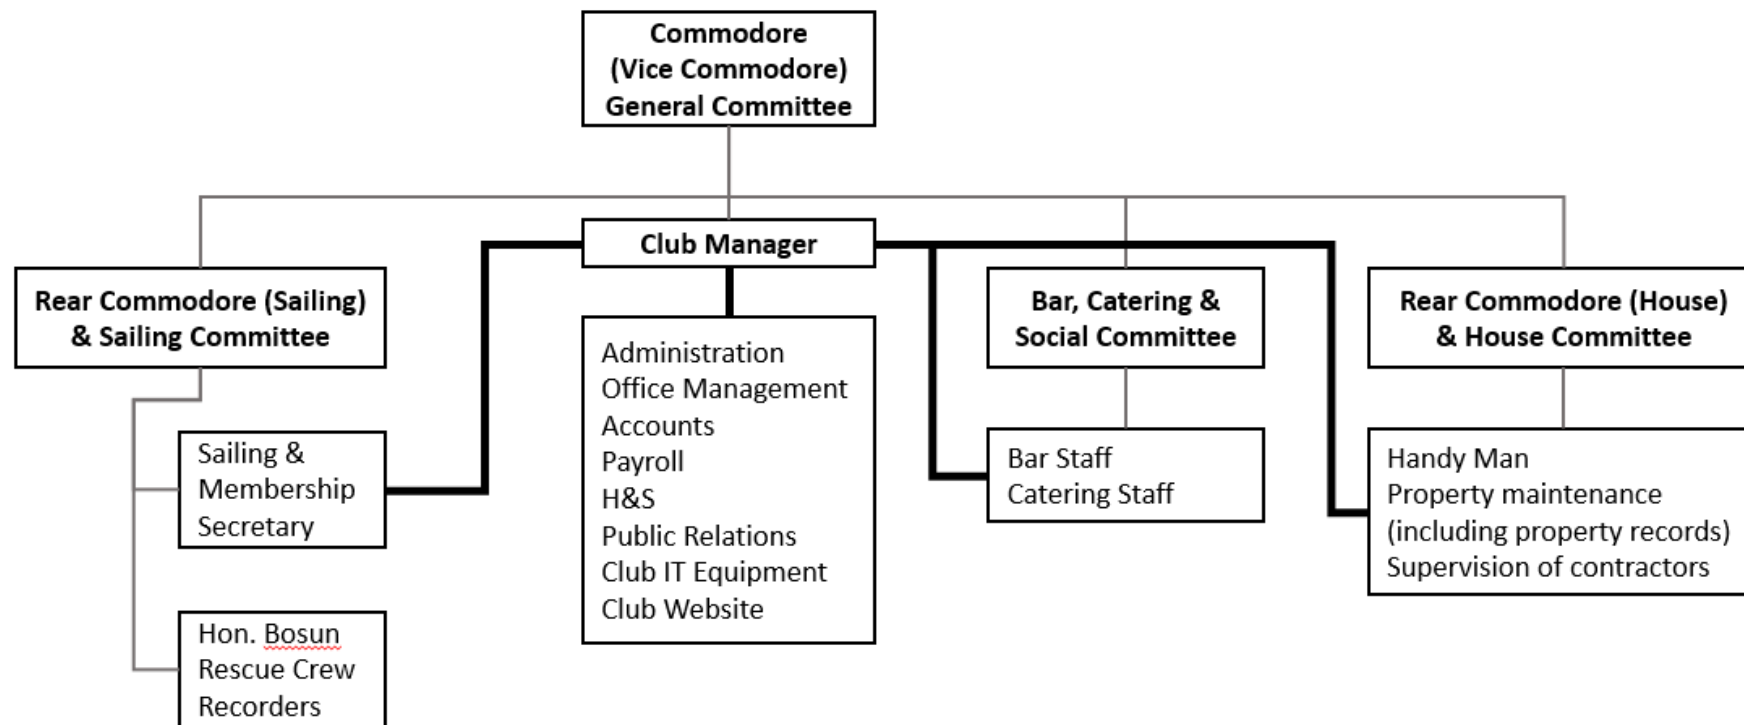 Commodore
(Vice Commodore)
General Committee
Club Manager
Rear Commodore (Sailing)
& Sailing Committee
Bar, Catering &
Social Committee
Rear Commodore (House)
& House Committee
Administration
Office Management
Accounts
Payroll
H&S
Public Relations
Club IT Equipment
Club Website
Sailing &
Membership
Secretary
Bar Staff
Catering Staff
Handy Man
Property maintenance
(including property records)
Supervision of contractors
Hon. Bosun
Rescue Crew
Recorders